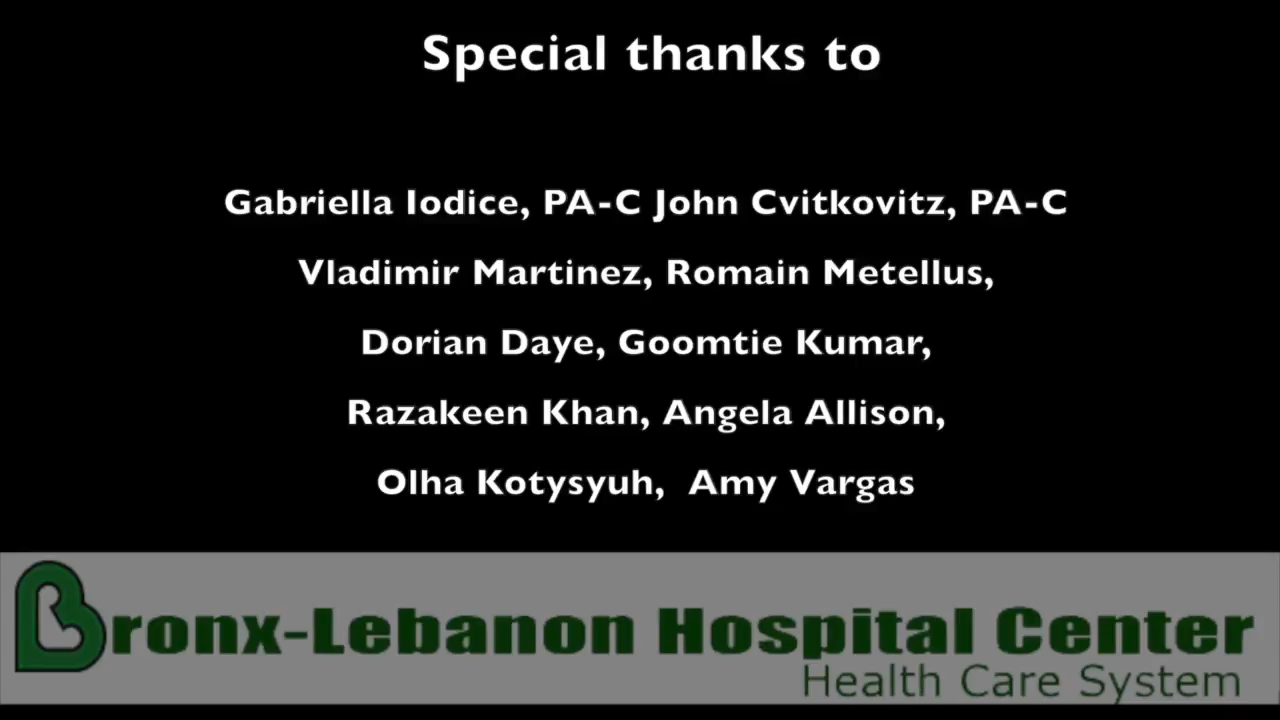 Special thanks to
Gabriella Iodice, PA-C John Cvitkovitz, PA-C
Vladimir Martinez, Romain Metellus,
Dorian Daye, Goomtie Kumar,
Razakeen Khan, Angela Allison,
Olha Kotysyuh, Amy Vargas
Bronx-Lebanon Hospital Center
Health Care System